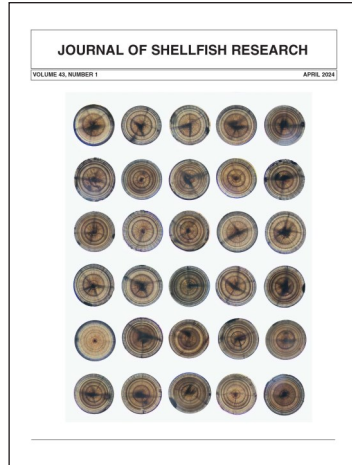 JOURNAL OF SHELLFISH RESEARCH
VOLUME 43, NUMBER 1 APRIL 2024